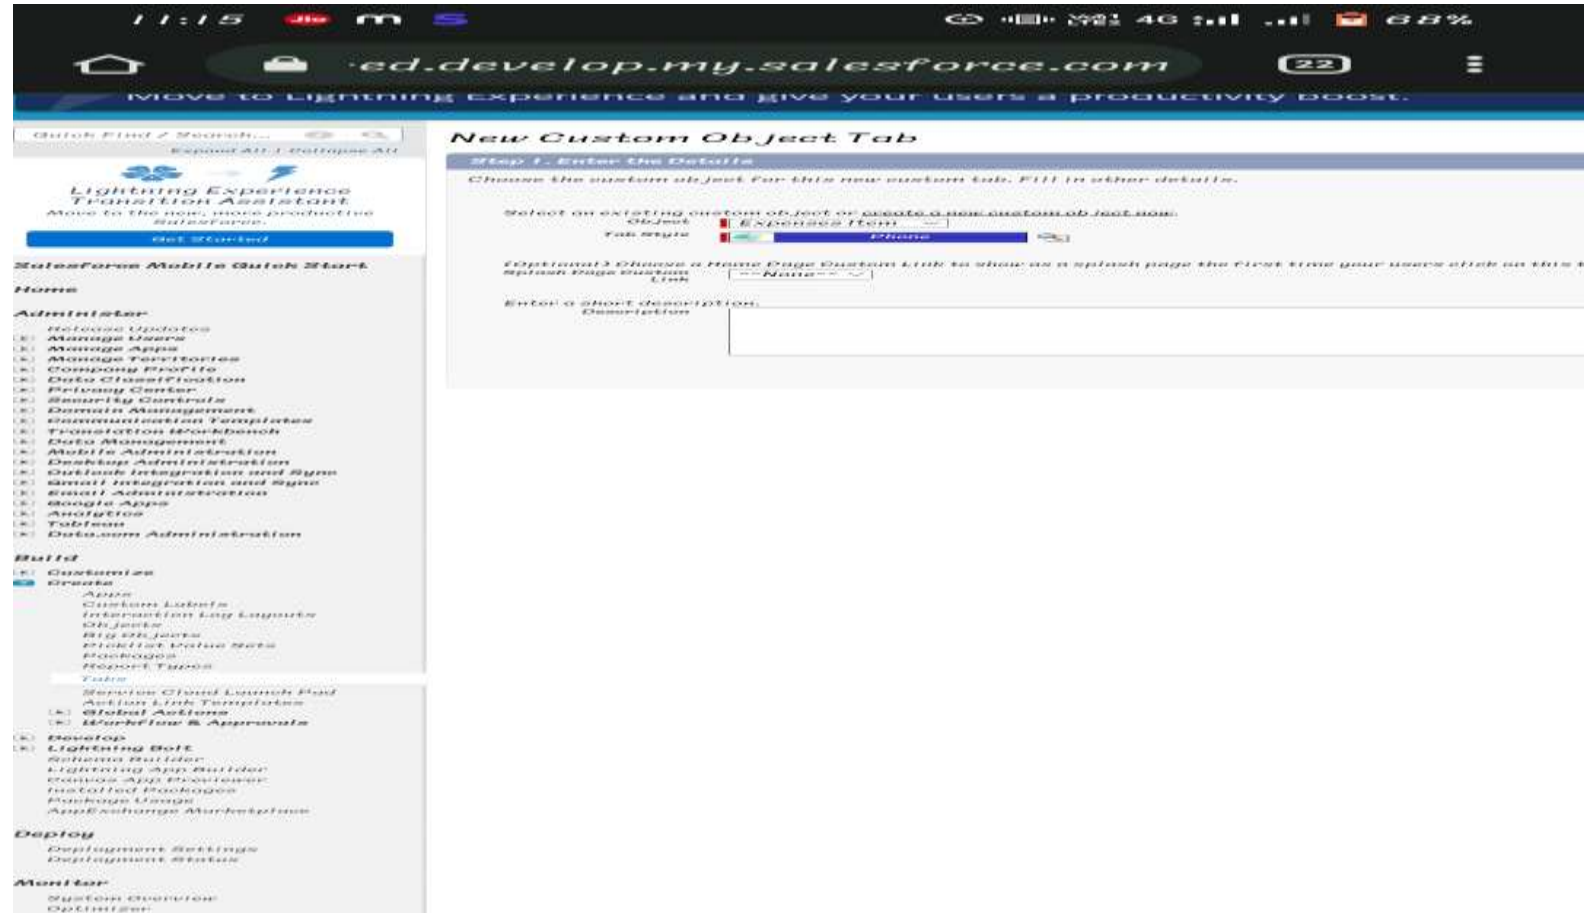 11:15 Jio m S 4G 68%
ed.develop.my.salesforce.com 22
Move to Lightning Experience and give your users a productivity boost.
Quick Find / Search...
Expand All | Collapse All
Lightning Experience
Transition Assistant
Move to the new, more productive
Salesforce.
Get Started
Salesforce Mobile Quick Start
Home
Administer
Release Updates
Manage Users
Manage Apps
Manage Territories
Company Profile
Data Classification
Privacy Center
Security Controls
Domain Management
Communication Templates
Translation Workbench
Data Management
Mobile Administration
Desktop Administration
Outlook Integration and Sync
Gmail Integration and Sync
Email Administration
Google Apps
Analytics
Tableau
Data.com Administration
Build
Customize
Create
Apps
Custom Labels
Interaction Log Layouts
Objects
Big Objects
Picklist Value Sets
Packages
Report Types
Tabs
Service Cloud Launch Pad
Action Link Templates
Global Actions
Workflow & Approvals
Develop
Lightning Bolt
Schema Builder
Lightning App Builder
Canvas App Previewer
Installed Packages
Package Usage
AppExchange Marketplace
Deploy
Deployment Settings
Deployment Status
Monitor
System Overview
Optimizer
New Custom Object Tab
Step 1. Enter the Details
Choose the custom object for this new custom tab. Fill in other details.
Select an existing custom object or create a new custom object now.
Object Expenses Item
Tab Style Phone
(Optional) Choose a Home Page Custom Link to show as a splash page the first time your users click on this t
Splash Page Custom
Link --None--
Enter a short description.
Description